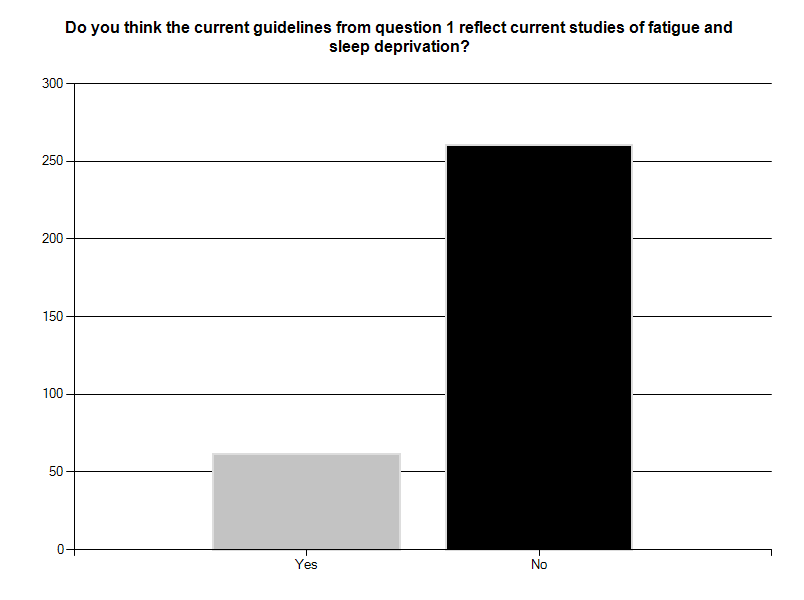 Do you think the current guidelines from question 1 reflect current studies of fatigue and
sleep deprivation?
300
250
200
150
100
50
0
Yes No